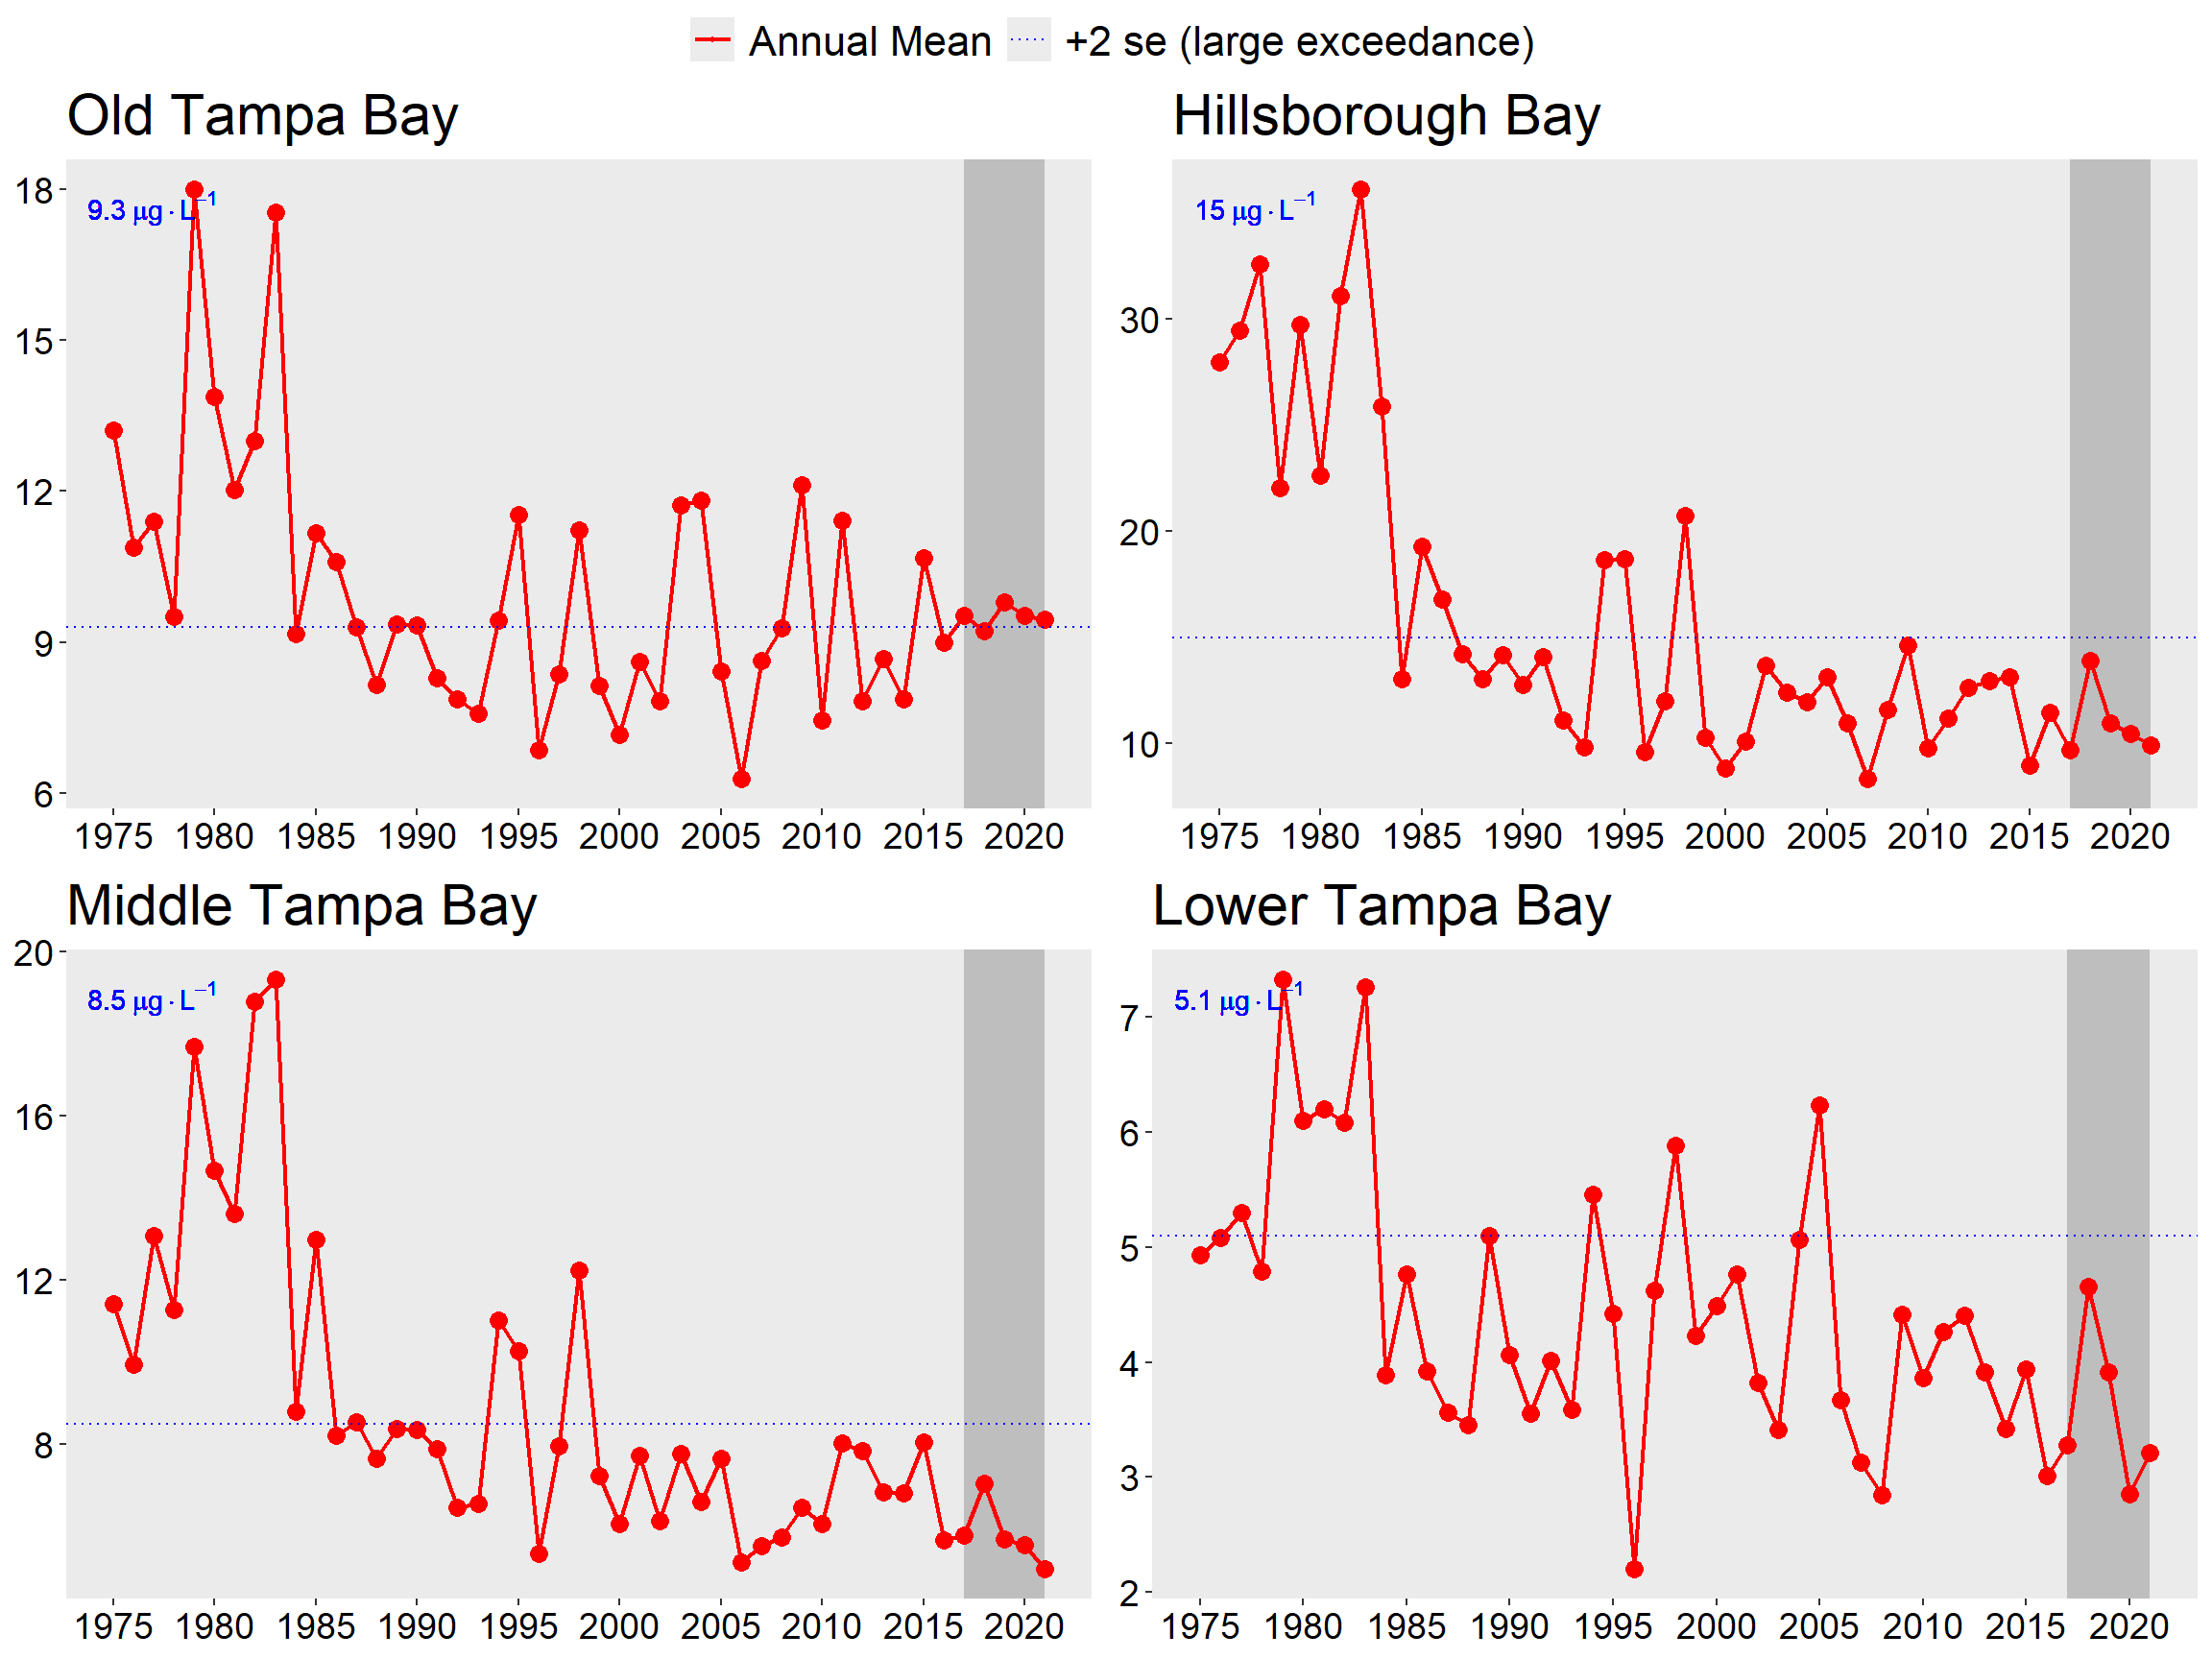 Annual Mean +2 se (large exceedance)
Old Tampa Bay
9.3 μg·L⁻¹
18
15
12
9
6
1975 1980 1985 1990 1995 2000 2005 2010 2015 2020
Hillsborough Bay
15 μg·L⁻¹
30
20
10
1975 1980 1985 1990 1995 2000 2005 2010 2015 2020
Middle Tampa Bay
20
8.5 μg·L⁻¹
16
12
8
1975 1980 1985 1990 1995 2000 2005 2010 2015 2020
Lower Tampa Bay
5.1 μg·L⁻¹
7
6
5
4
3
2
1975 1980 1985 1990 1995 2000 2005 2010 2015 2020